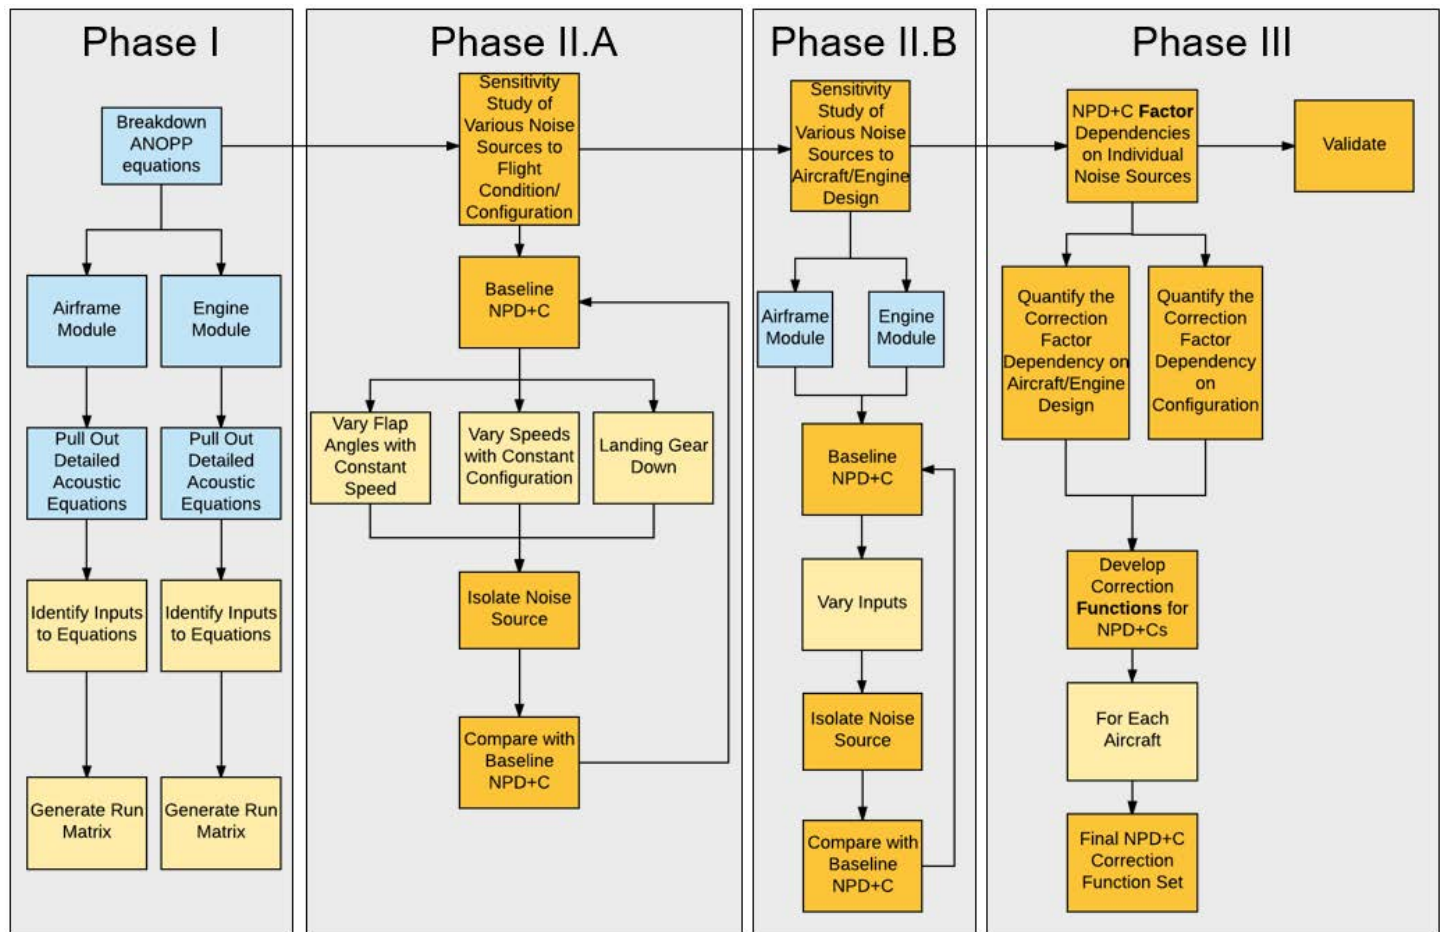 Phase I
Breakdown
ANOPP
equations
Airframe
Module
Engine
Module
Pull Out
Detailed
Acoustic
Equations
Pull Out
Detailed
Acoustic
Equations
Identify Inputs
to Equations
Identify Inputs
to Equations
Generate Run
Matrix
Generate Run
Matrix
Phase II.A
Sensitivity
Study of
Various Noise
Sources to
Flight
Condition/
Configuration
Baseline
NPD+C
Vary Flap
Angles with
Constant
Speed
Vary Speeds
with Constant
Configuration
Landing Gear
Down
Isolate Noise
Source
Compare with
Baseline
NPD+C
Phase II.B
Sensitivity
Study of
Various Noise
Sources to
Aircraft/Engine
Design
Airframe
Module
Engine
Module
Baseline
NPD+C
Vary Inputs
Isolate Noise
Source
Compare with
Baseline
NPD+C
Phase III
NPD+C Factor
Dependencies
on Individual
Noise Sources
Validate
Quantify the
Correction
Factor
Dependency on
Aircraft/Engine
Design
Quantify the
Correction
Factor
Dependency
on
Configuration
Develop
Correction
Functions for
NPD+Cs
For Each
Aircraft
Final NPD+C
Correction
Function Set